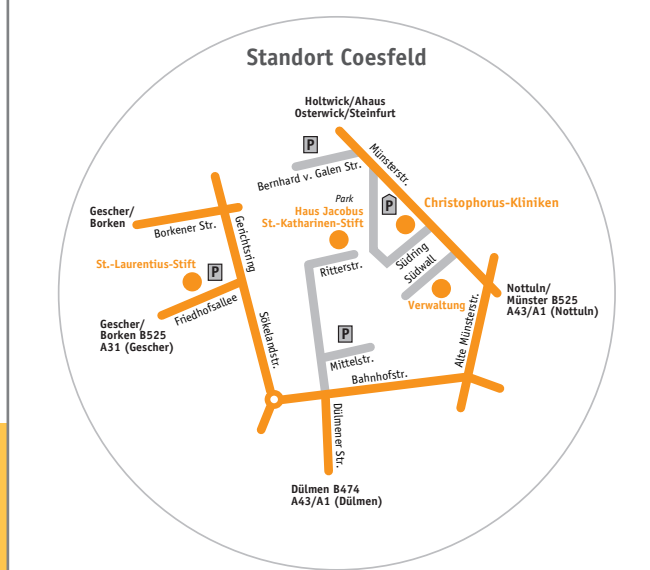 Standort Coesfeld
Holtwick/Ahaus
Osterwick/Steinfurt
P
Münsterstr.
Bernhard v. Galen Str.
Park
P
Christophorus-Kliniken
Haus Jacobus
St.-Katharinen-Stift
Gescher/
Borken
Borkener Str.
Gerichtsring
Südring
Südwall
St.-Laurentius-Stift
P
Ritterstr.
Verwaltung
Nottuln/
Münster B525
A43/A1 (Nottuln)
Friedhofsallee
Gescher/
Borken B525
A31 (Gescher)
Sökelandstr.
P
Mittelstr.
Alte Münsterstr.
Bahnhofstr.
Dülmener Str.
Dülmen B474
A43/A1 (Dülmen)